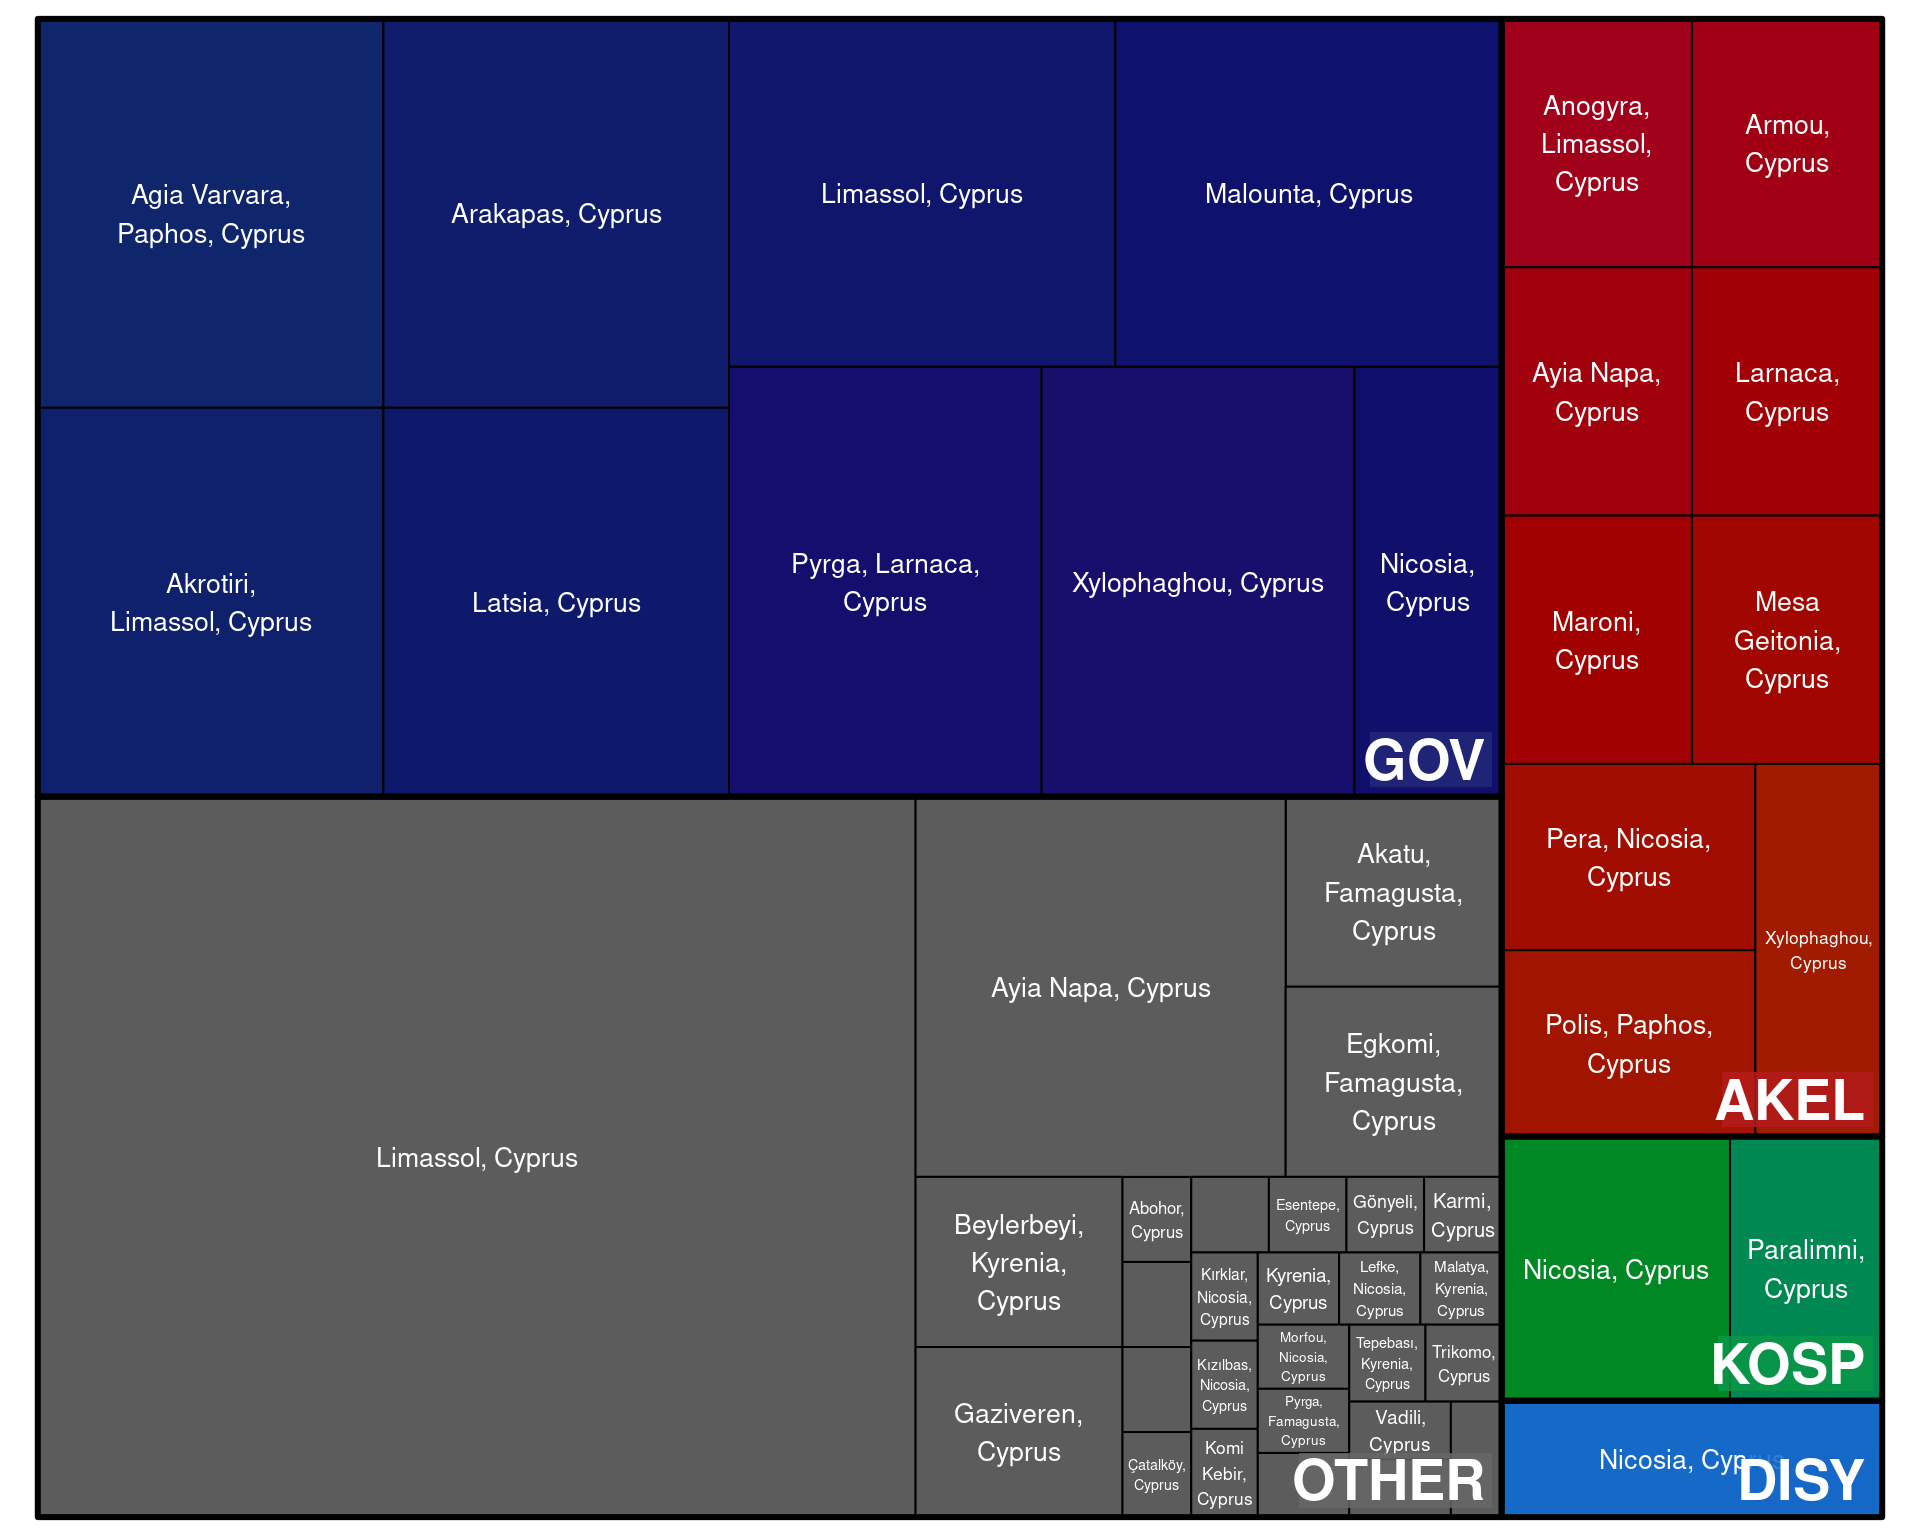 Agia Varvara,
Paphos, Cyprus
Arakapas, Cyprus
Limassol, Cyprus
Malounta, Cyprus
Akrotiri,
Limassol, Cyprus
Latsia, Cyprus
Pyrga, Larnaca,
Cyprus
Xylophaghou, Cyprus
Nicosia,
Cyprus
GOV
Anogyra,
Limassol,
Cyprus
Armou,
Cyprus
Ayia Napa,
Cyprus
Larnaca,
Cyprus
Maroni,
Cyprus
Mesa
Geitonia,
Cyprus
Pera, Nicosia,
Cyprus
Polis, Paphos,
Cyprus
Xylophaghou,
Cyprus
AKEL
Limassol, Cyprus
Ayia Napa, Cyprus
Akatu,
Famagusta,
Cyprus
Egkomi,
Famagusta,
Cyprus
Beylerbeyi,
Kyrenia,
Cyprus
Gaziveren,
Cyprus
Abohor,
Cyprus
Çatalköy,
Cyprus
Esentepe,
Cyprus
Gönyeli,
Cyprus
Karmi,
Cyprus
Kırklar,
Nicosia,
Cyprus
Kızılbas,
Nicosia,
Cyprus
Komi
Kebir,
Cyprus
Kyrenia,
Cyprus
Lefke,
Nicosia,
Cyprus
Malatya,
Kyrenia,
Cyprus
Morfou,
Nicosia,
Cyprus
Pyrga,
Famagusta,
Cyprus
Tepebası,
Kyrenia,
Cyprus
Trikomo,
Cyprus
Vadili,
Cyprus
OTHER
Nicosia, Cyprus
Paralimni,
Cyprus
KOSP
Nicosia, Cyprus
DISY